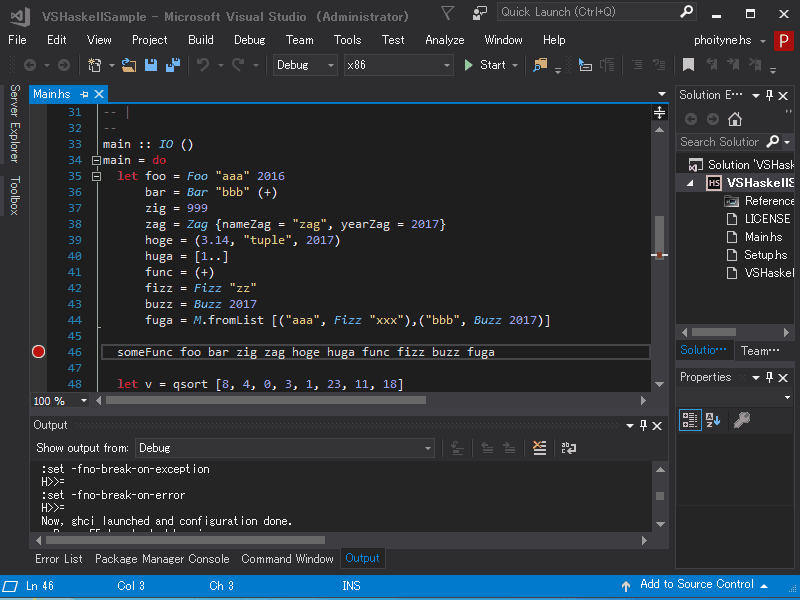 VSHaskellSample - Microsoft Visual Studio (Administrator)
Quick Launch (Ctrl+Q)
File Edit View Project Build Debug Team Tools Test Analyze Window Help phoityne.hs P
Debug x86 Start
Server Explorer
Toolbox
Main.hs
31 -- |
32 --
33 main :: IO ()
34 main = do
35 let foo = Foo "aaa" 2016
36 bar = Bar "bbb" (+)
37 zig = 999
38 zag = Zag {nameZag = "zag", yearZag = 2017}
39 hoge = (3.14, "tuple", 2017)
40 huga = [1..]
41 func = (+)
42 fizz = Fizz "zz"
43 buzz = Buzz 2017
44 fuga = M.fromList [("aaa", Fizz "xxx"),("bbb", Buzz 2017)]
45
46 someFunc foo bar zig zag hoge huga func fizz buzz fuga
47
48 let v = qsort [8, 4, 0, 3, 1, 23, 11, 18]
100 %
Solution E···
Search Solution
Solution 'VSHask
HS VSHaskellS
Reference
LICENSE
Main.hs
Setup.hs
VSHaskel
Solutio··· Team···
Properties
Output
Show output from: Debug
:set -fno-break-on-exception
H>>=
:set -fno-break-on-error
H>>=
Now, ghci launched and configuration done.
Error List Package Manager Console Command Window Output
Ln 46 Col 3 Ch 3 INS Add to Source Control